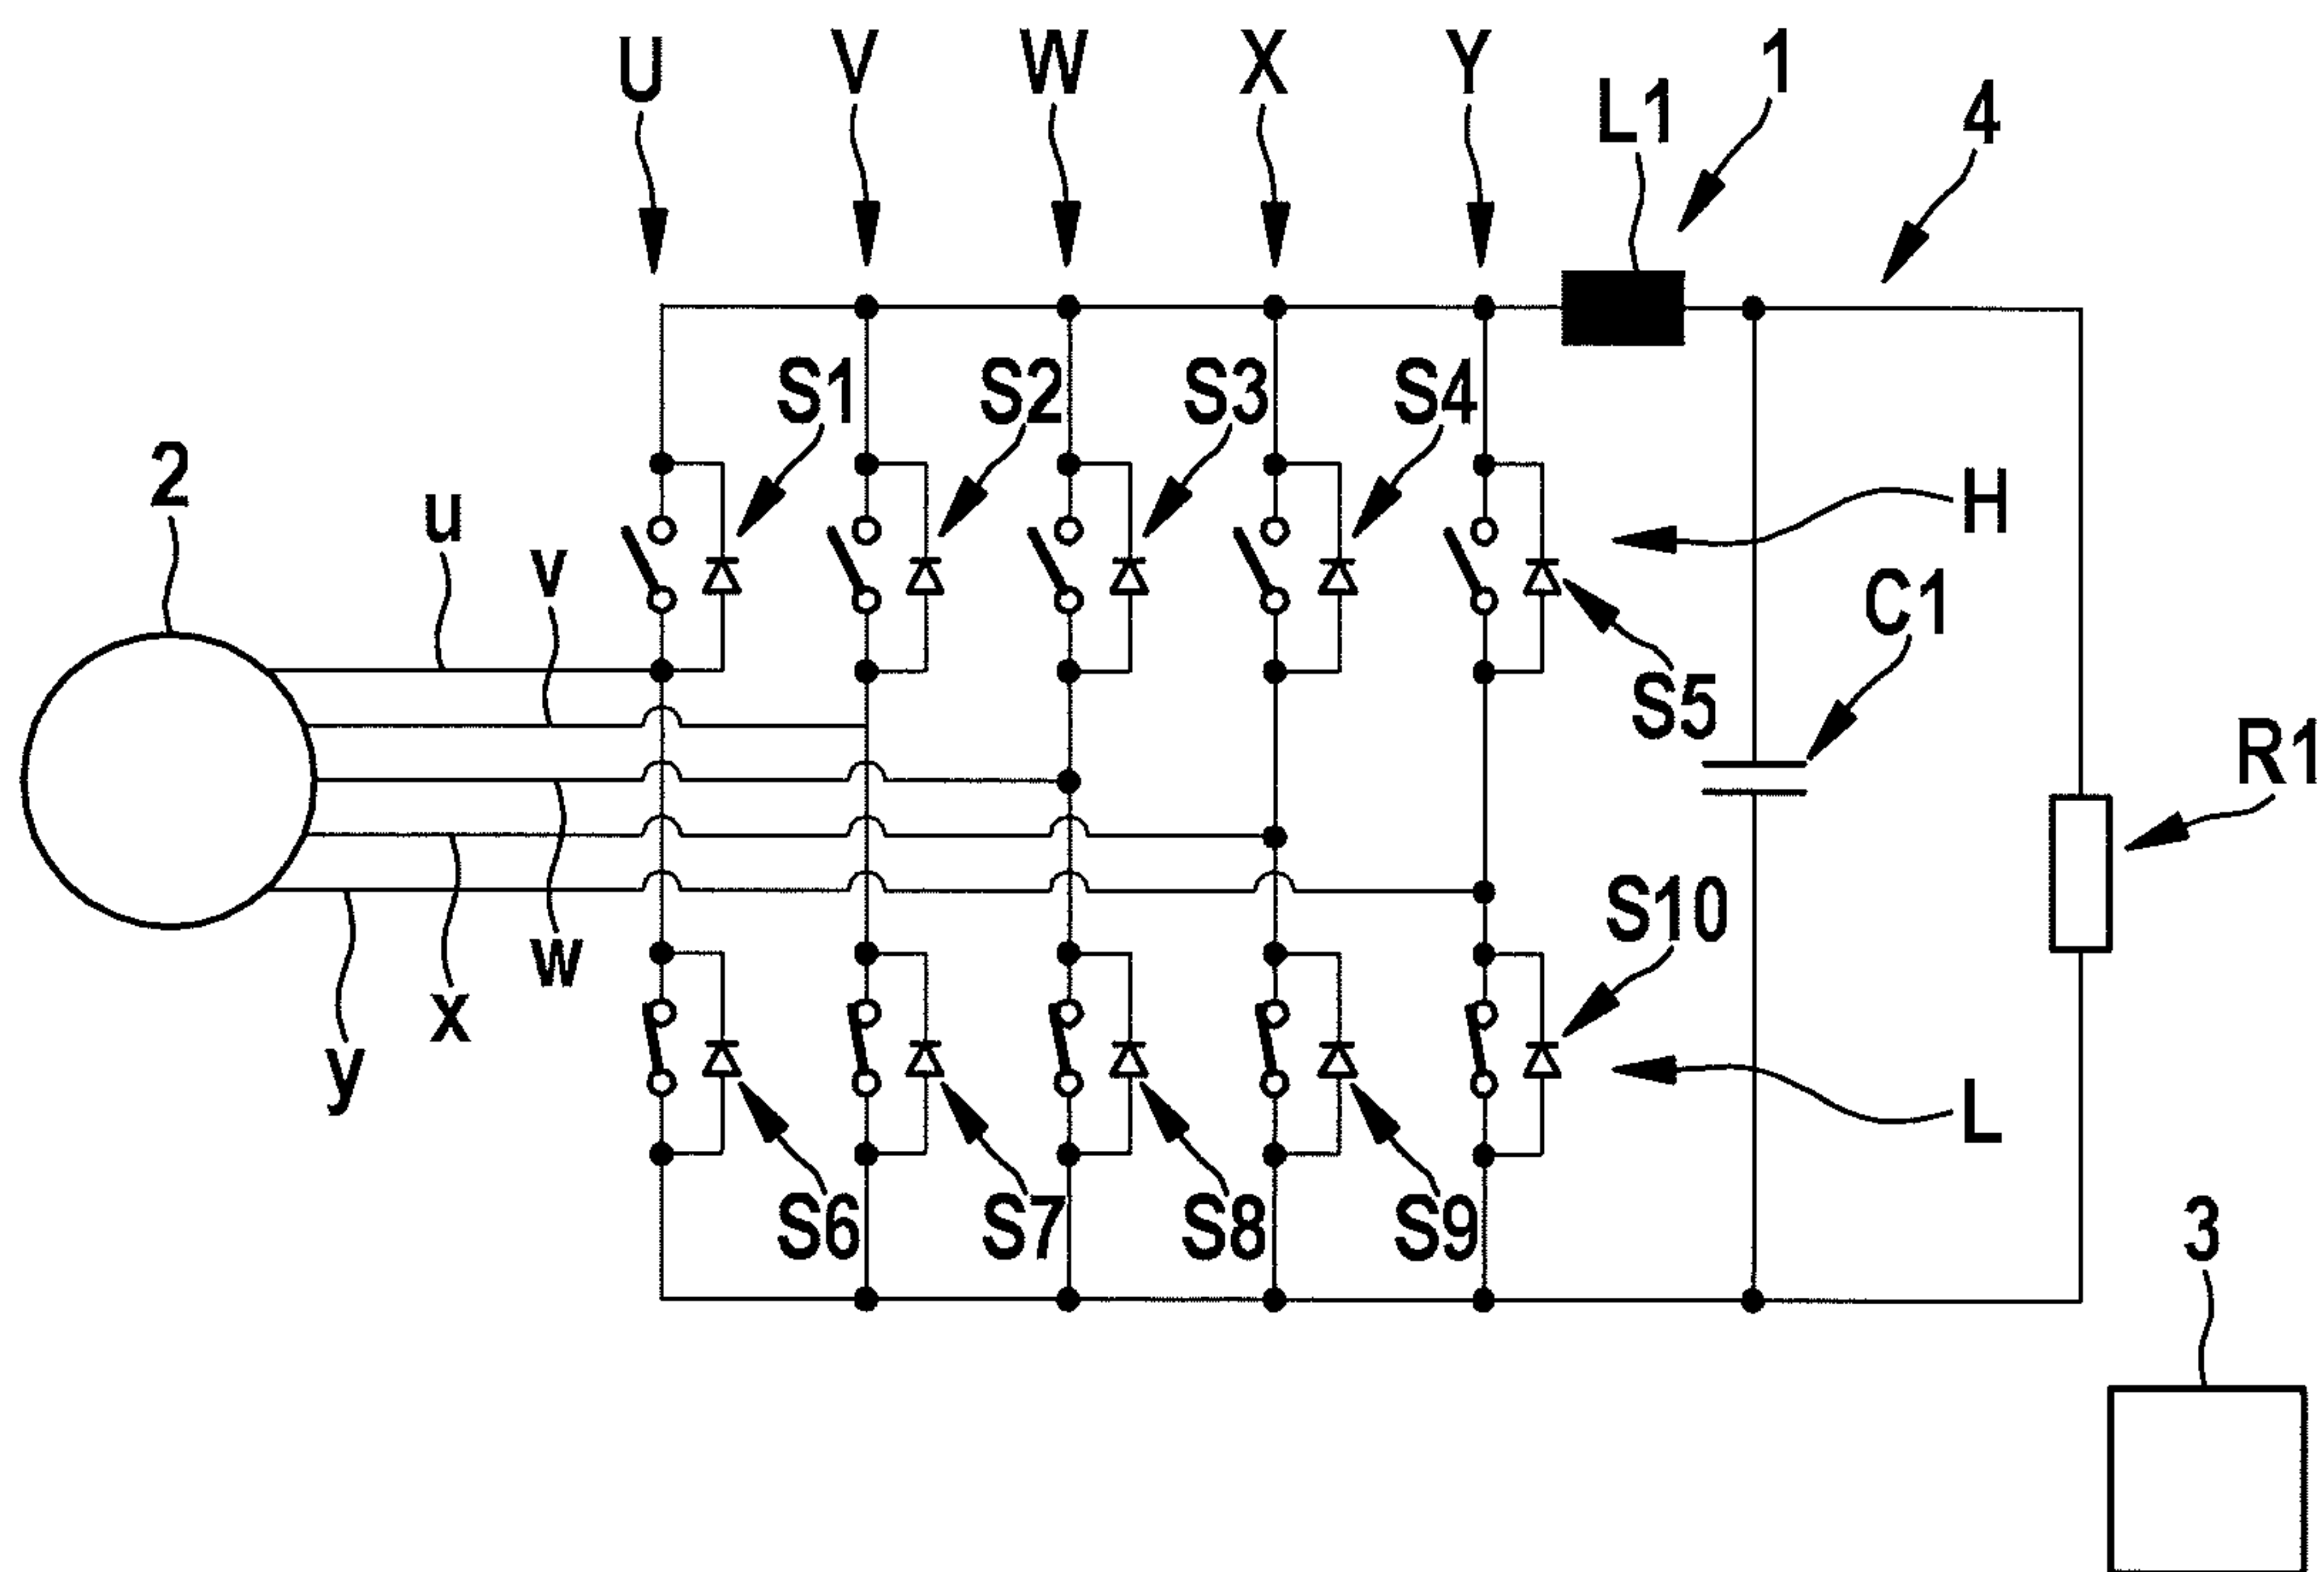 U V W X Y 1
L1 4
S1 S2 S3 S4
2 u H
v C1
S5 R1
S10
w
x L
y
S6 S7 S8 S9 3